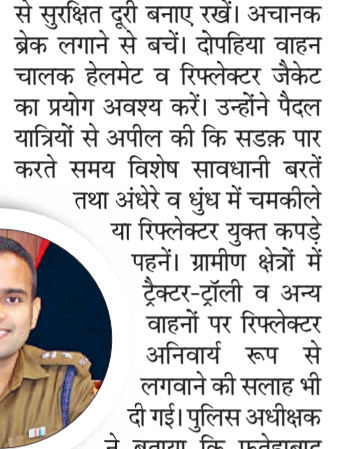 से सुरक्षित दूरी बनाए रखें। अचानक
ब्रेक लगाने से बचें। दोपहिया वाहन
चालक हेलमेट व रिफ्लेक्टर जैकेट
का प्रयोग अवश्य करें। उन्होंने पैदल
यात्रियों से अपील की कि सडक़ पार
करते समय विशेष सावधानी बरतें
तथा अंधेरे व धुंध में चमकीले
या रिफ्लेक्टर युक्त कपड़े
पहनें। ग्रामीण क्षेत्रों में
ट्रैक्टर-ट्रॉली व अन्य
वाहनों पर रिफ्लेक्टर
अनिवार्य रूप से
लगवाने की सलाह भी
दी गई। पुलिस अधीक्षक
ने बताया कि फतेहाबाद